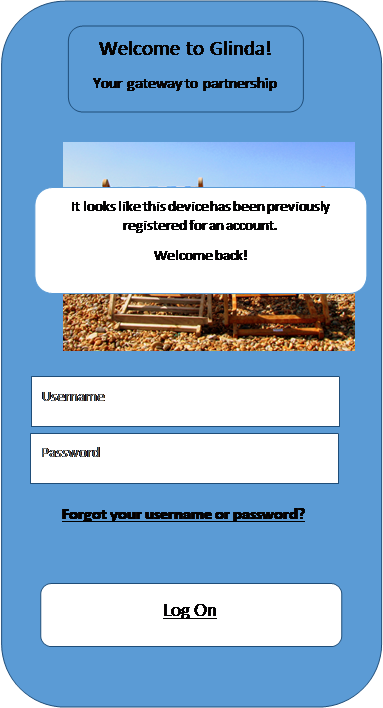 Welcome to Glinda!
Your gateway to partnership
It looks like this device has been previously
registered for an account.
Welcome back!
Username
Password
Forgot your username or password?
Log On